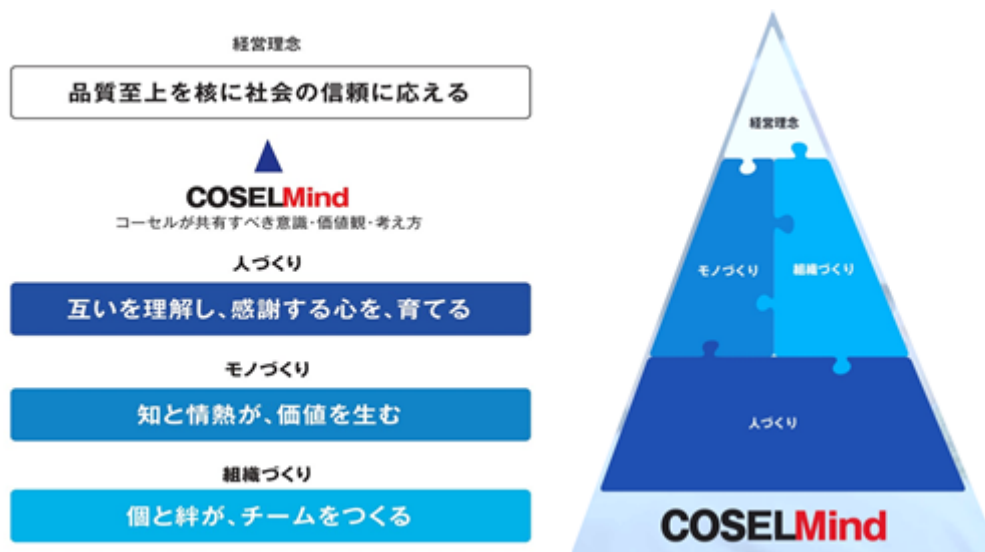 経営理念
品質至上を核に社会の信頼に応える
COSELMind
コーセルが共有すべき意識・価値観・考え方
人づくり
互いを理解し、感謝する心を、育てる
モノづくり
知と情熱が、価値を生む
組織づくり
個と絆が、チームをつくる
経営理念
モノづくり
組織づくり
人づくり
COSELMind